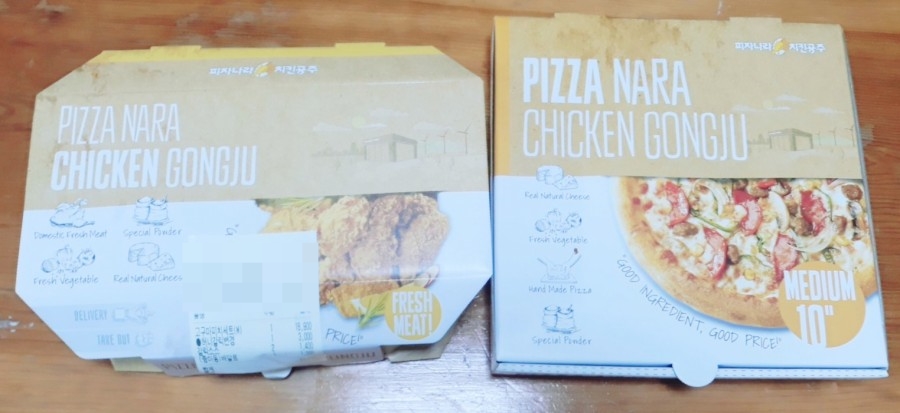 피자나라 치킨공주
PIZZA NARA
CHICKEN GONGJU
Domestic Fresh Meat
Special Powder
Fresh Vegetable
Real Natural Cheese
DELIVERY
TAKE OUT
FRESH
MEAT!
PRICE!"
GONGJU
피자나라 치킨공주
PIZZA NARA
CHICKEN GONGJU
Real Natural Cheese
Fresh Vegetable
Hand Made Pizza
Special Powder
"GOOD INGREDIENT, GOOD PRICE!"
MEDIUM
10"